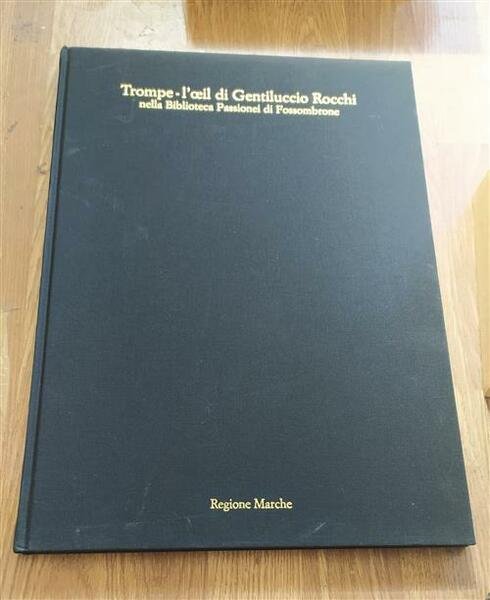 Trompe-l'œil di Gentiluccio Rocchi
nella Biblioteca Passionei di Fossombrone
Regione Marche